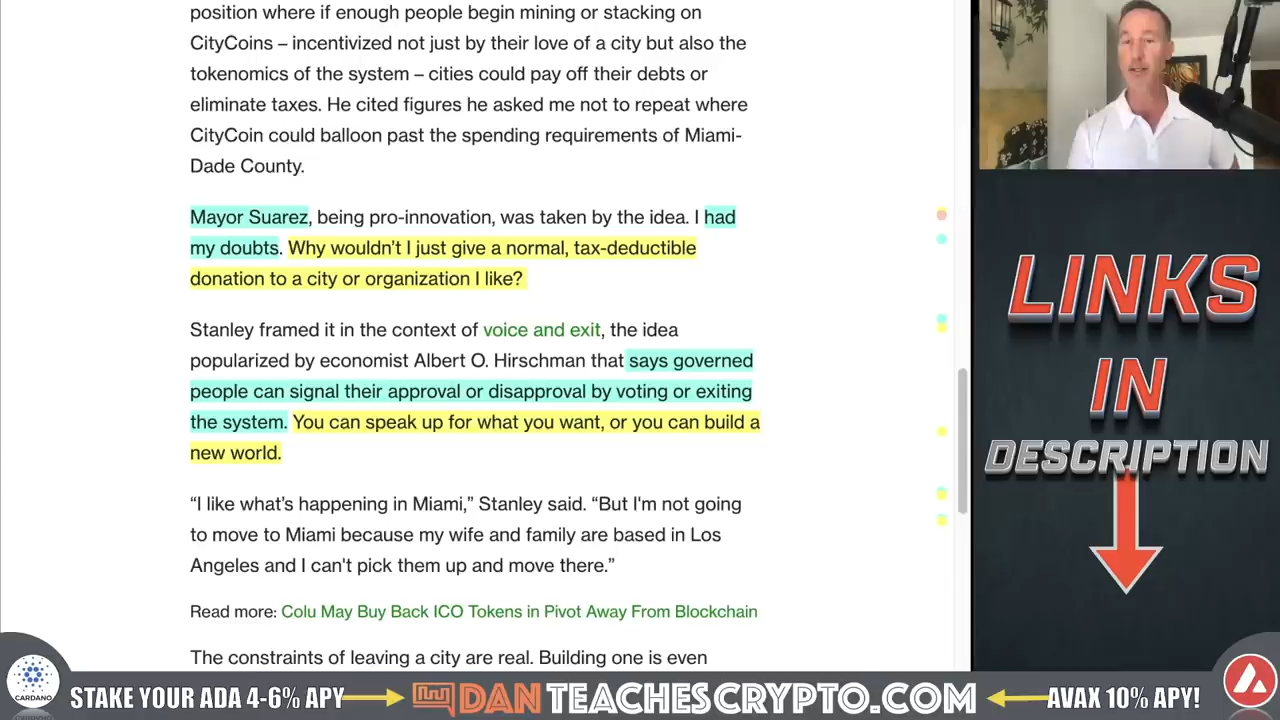 position where if enough people begin mining or stacking on
CityCoins – incentivized not just by their love of a city but also the
tokenomics of the system – cities could pay off their debts or
eliminate taxes. He cited figures he asked me not to repeat where
CityCoin could balloon past the spending requirements of Miami-
Dade County.
Mayor Suarez, being pro-innovation, was taken by the idea. I had
my doubts. Why wouldn’t I just give a normal, tax-deductible
donation to a city or organization I like?
Stanley framed it in the context of voice and exit, the idea
popularized by economist Albert O. Hirschman that says governed
people can signal their approval or disapproval by voting or exiting
the system. You can speak up for what you want, or you can build a
new world.
“I like what’s happening in Miami,” Stanley said. “But I'm not going
to move to Miami because my wife and family are based in Los
Angeles and I can't pick them up and move there.”
Read more: Colu May Buy Back ICO Tokens in Pivot Away From Blockchain
The constraints of leaving a city are real. Building one is even
LINKS
IN
DESCRIPTION
CARDANO
STAKE YOUR ADA 4-6% APY
DANTEACHESCRYPTO.COM
AVAX 10% APY!